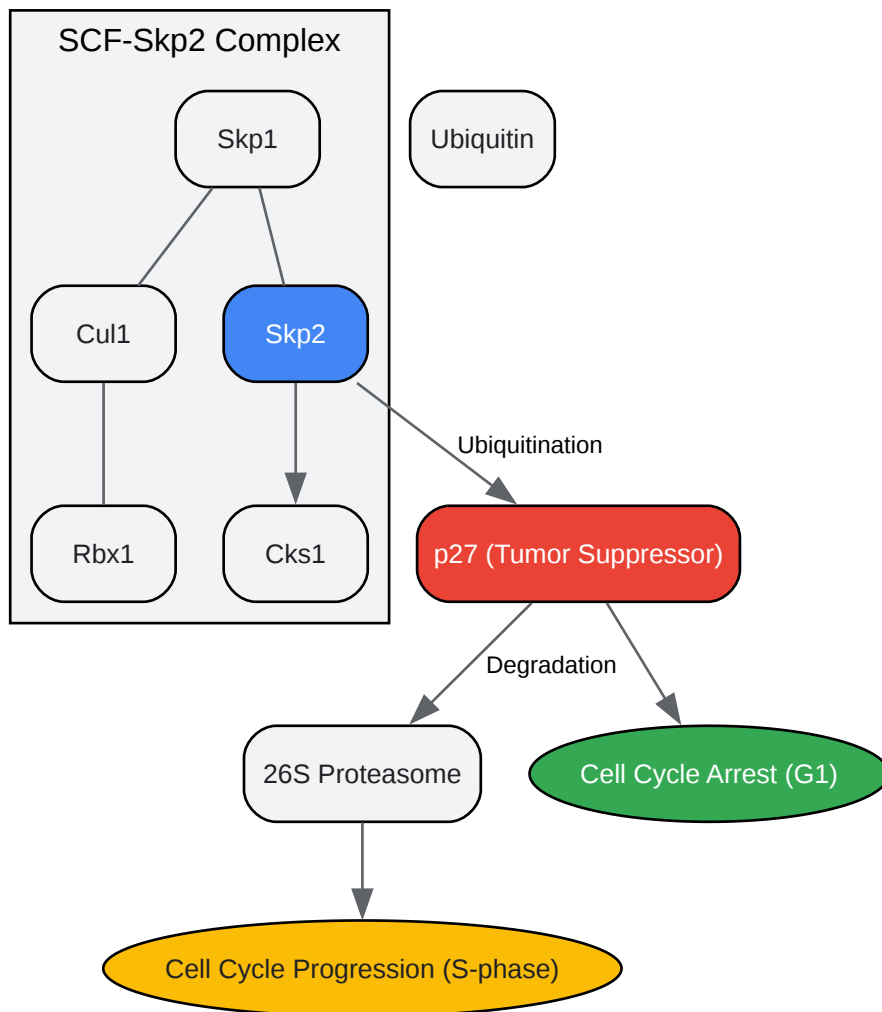 SCF-Skp2 Complex
Skp1
Ubiquitin
Cul1
Skp2
Ubiquitination
Rbx1
Cks1
p27 (Tumor Suppressor)
Degradation
26S Proteasome
Cell Cycle Arrest (G1)
Cell Cycle Progression (S-phase)